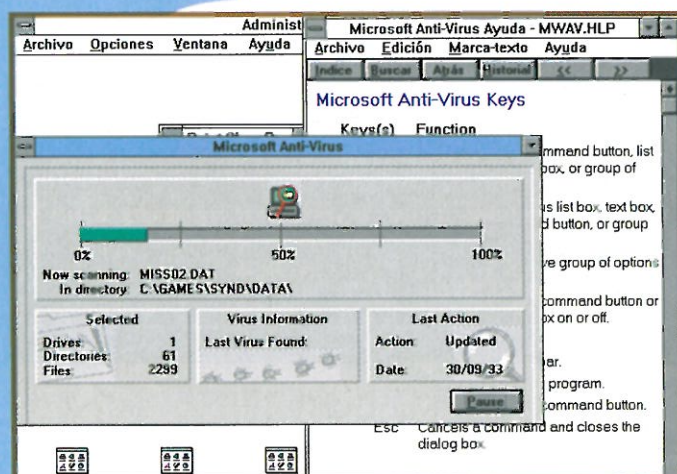 Administ
Archivo Opciones Ventana Ayuda
Microsoft Anti-Virus Ayuda - MWAV.HLP
Archivo Edición Marca-texto Ayuda
Indice Buscar Atrás Historial << >>
Microsoft Anti-Virus Keys
Keys(s) Function
mmand button, list
box, or group of
us list box, text box,
d button, or group
ve group of options
command button or
ox on or off.
ar.
program.
command button.
Esc Cancels a command and closes the
dialog box.
Microsoft Anti-Virus
0% 50% 100%
Now scanning: MISS02.DAT
In directory: C:\GAMES\SYND\DATA\
Selected
Drives: 1
Directories: 61
Files: 2299
Virus Information
Last Virus Found:
Last Action
Action: Updated
Date: 30/09/93
Pause